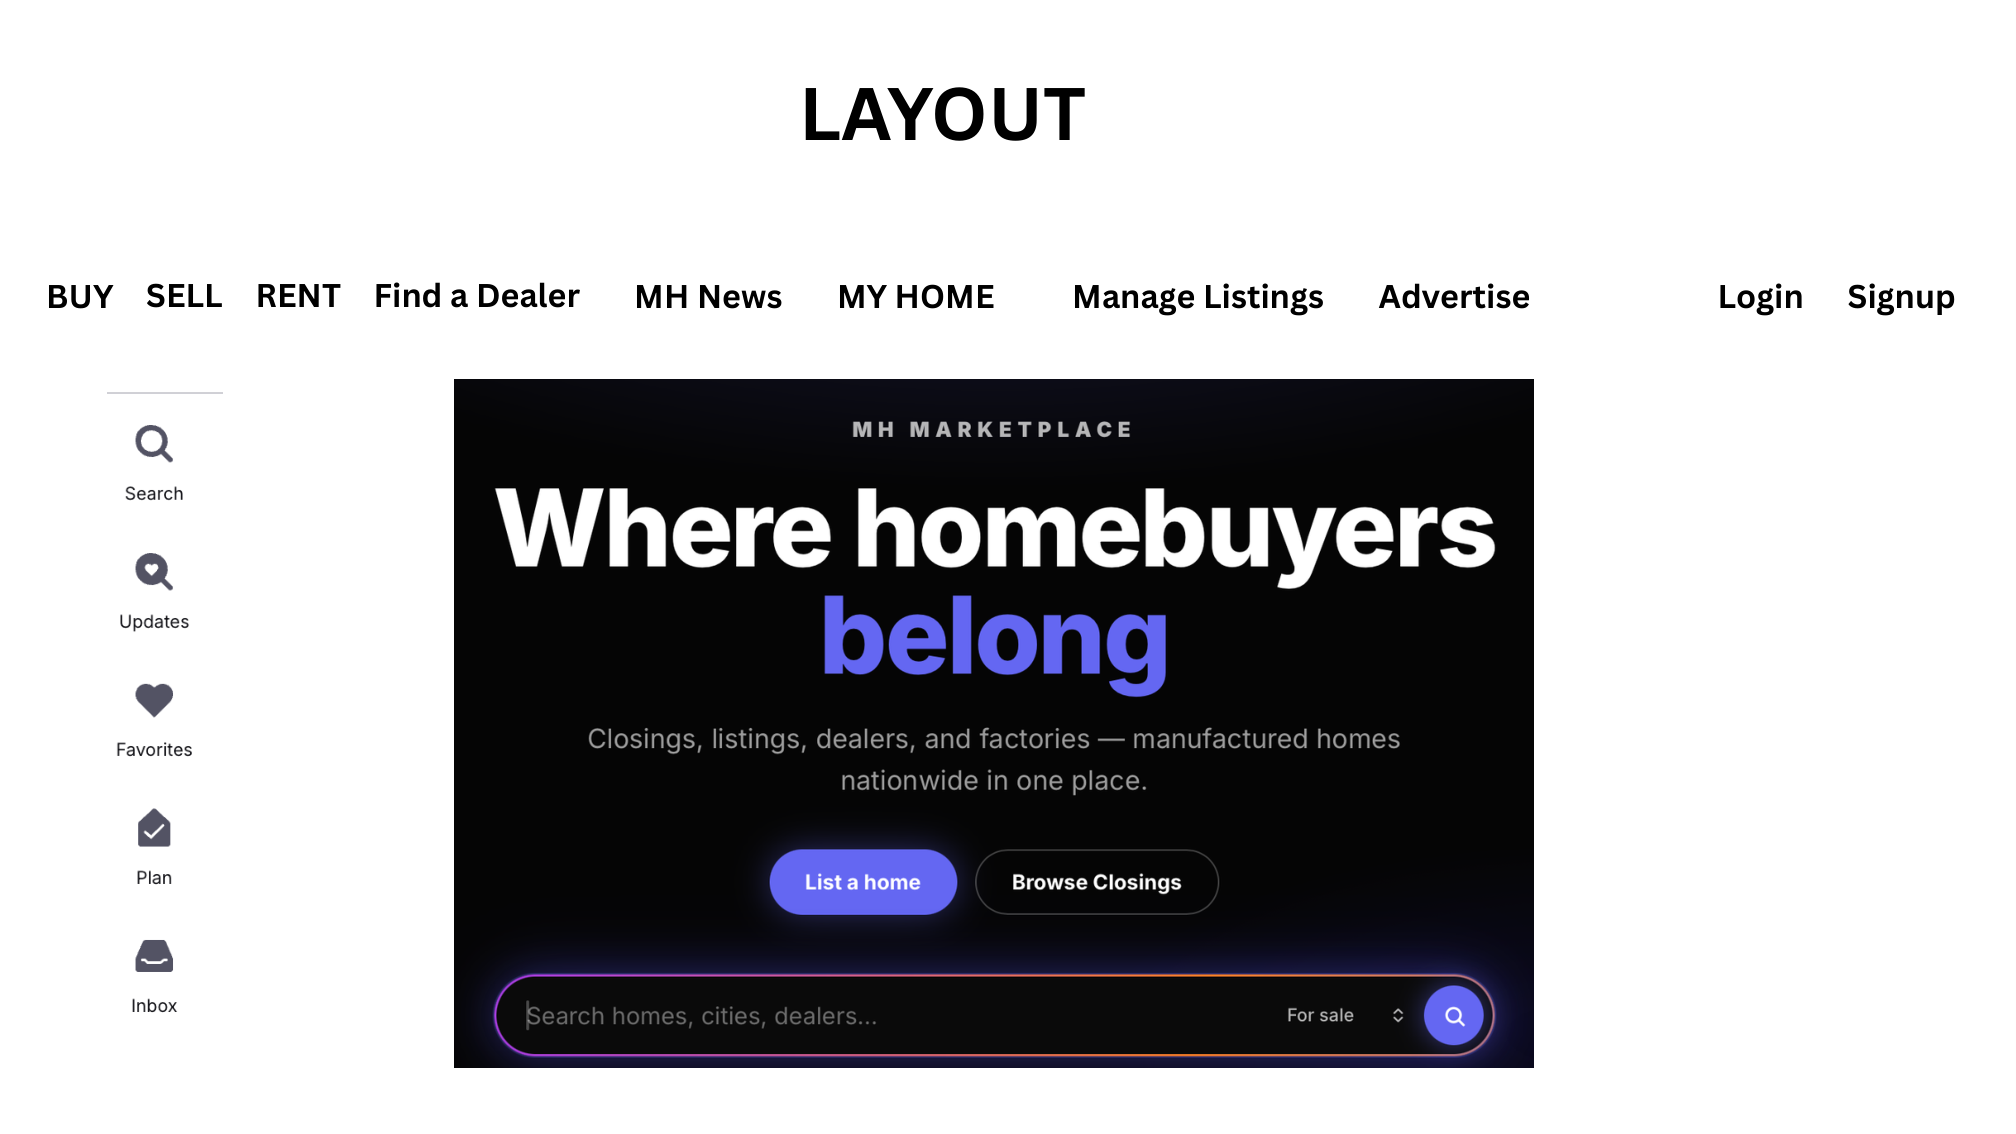 LAYOUT
BUY SELL RENT Find a Dealer MH News MY HOME Manage Listings Advertise Login Signup
Search
Updates
Favorites
Plan
Inbox
MH MARKETPLACE
Where homebuyers
belong
Closings, listings, dealers, and factories — manufactured homes
nationwide in one place.
List a home Browse Closings
Search homes, cities, dealers... For sale